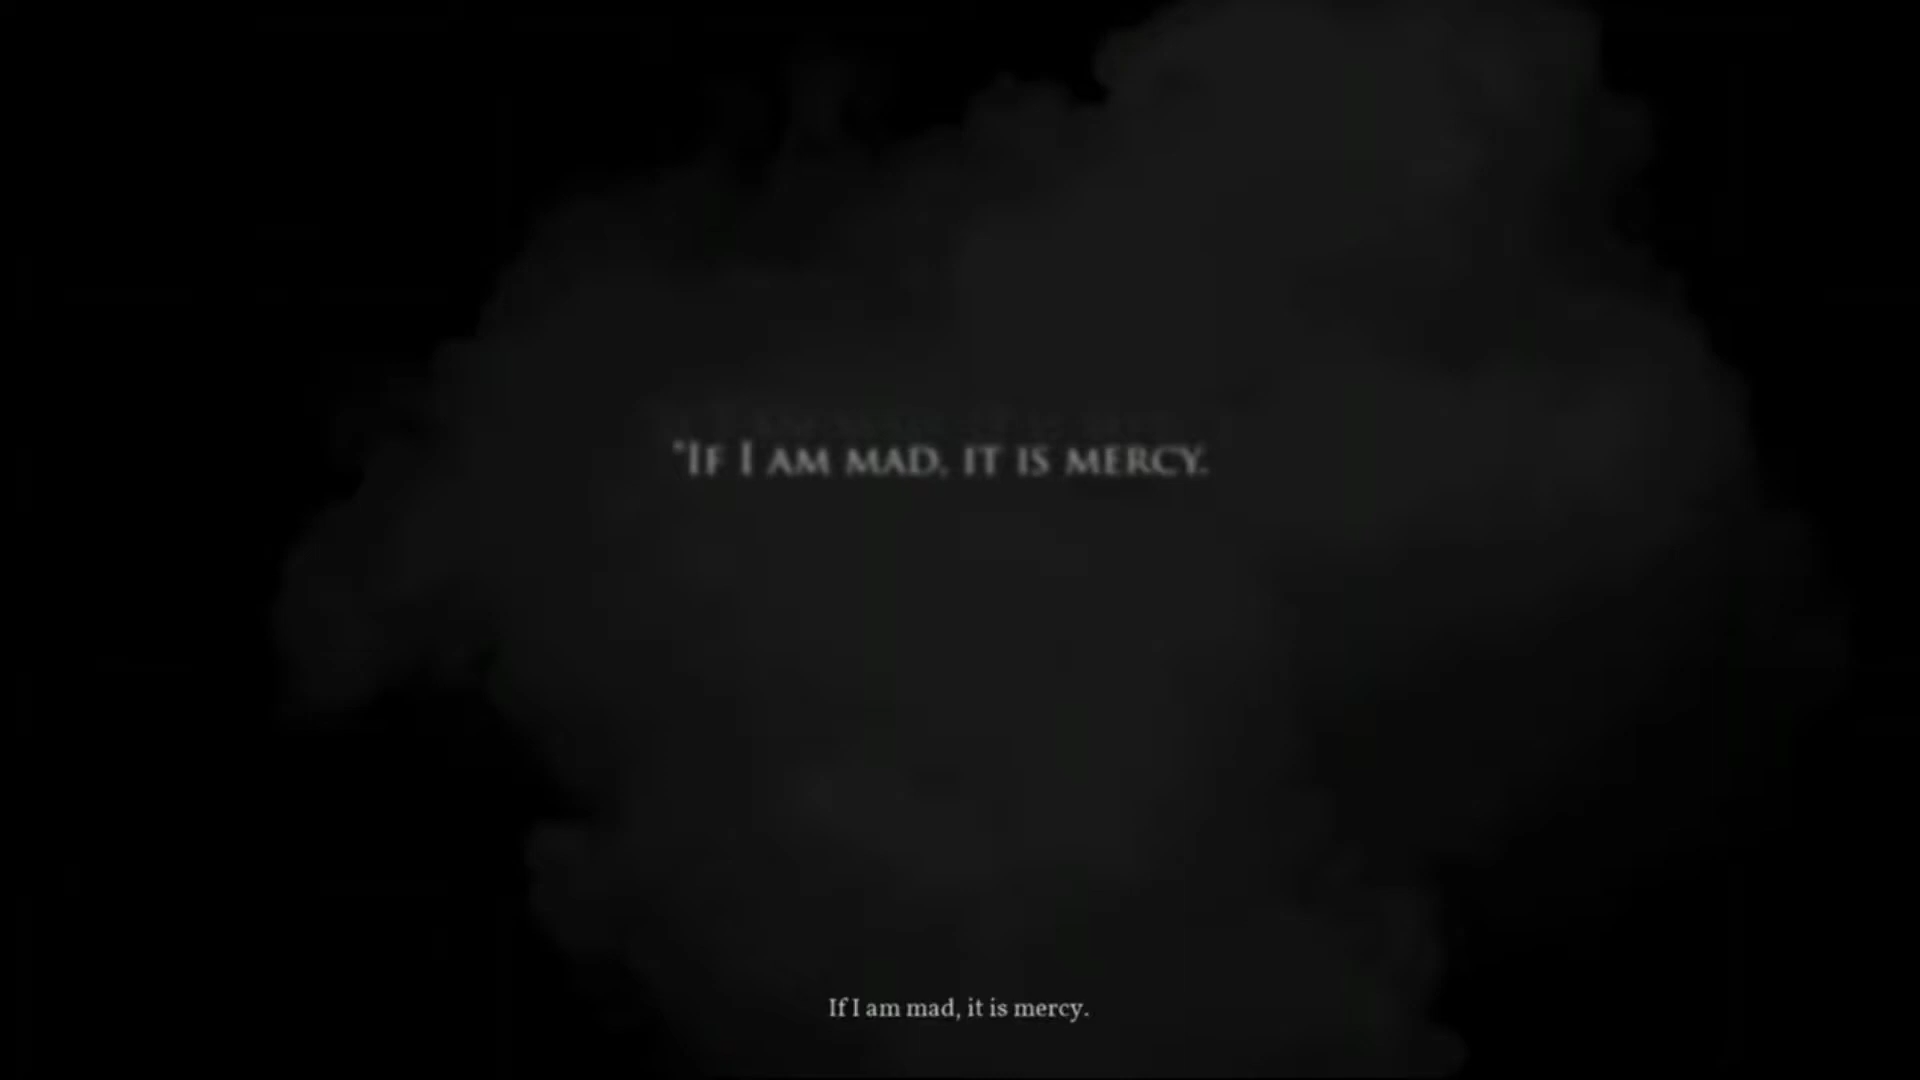 "If I am mad, it is mercy.
If I am mad, it is mercy.